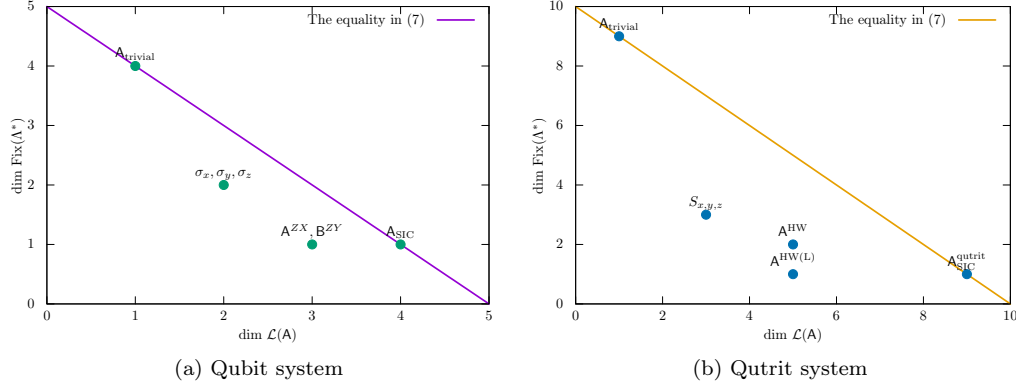 The equality in (7)
5
4
3
2
1
0
dim Fix(Λ*)
A_trivial
σ_x, σ_y, σ_z
A^ZX, B^ZY
A_SIC
0 1 2 3 4 5
dim ℒ(A)
(a) Qubit system
The equality in (7)
10
8
6
4
2
0
dim Fix(Λ*)
A_trivial
S_x,y,z
A^HW
A^HW(L)
A_SIC^qutrit
0 2 4 6 8 10
dim ℒ(A)
(b) Qutrit system